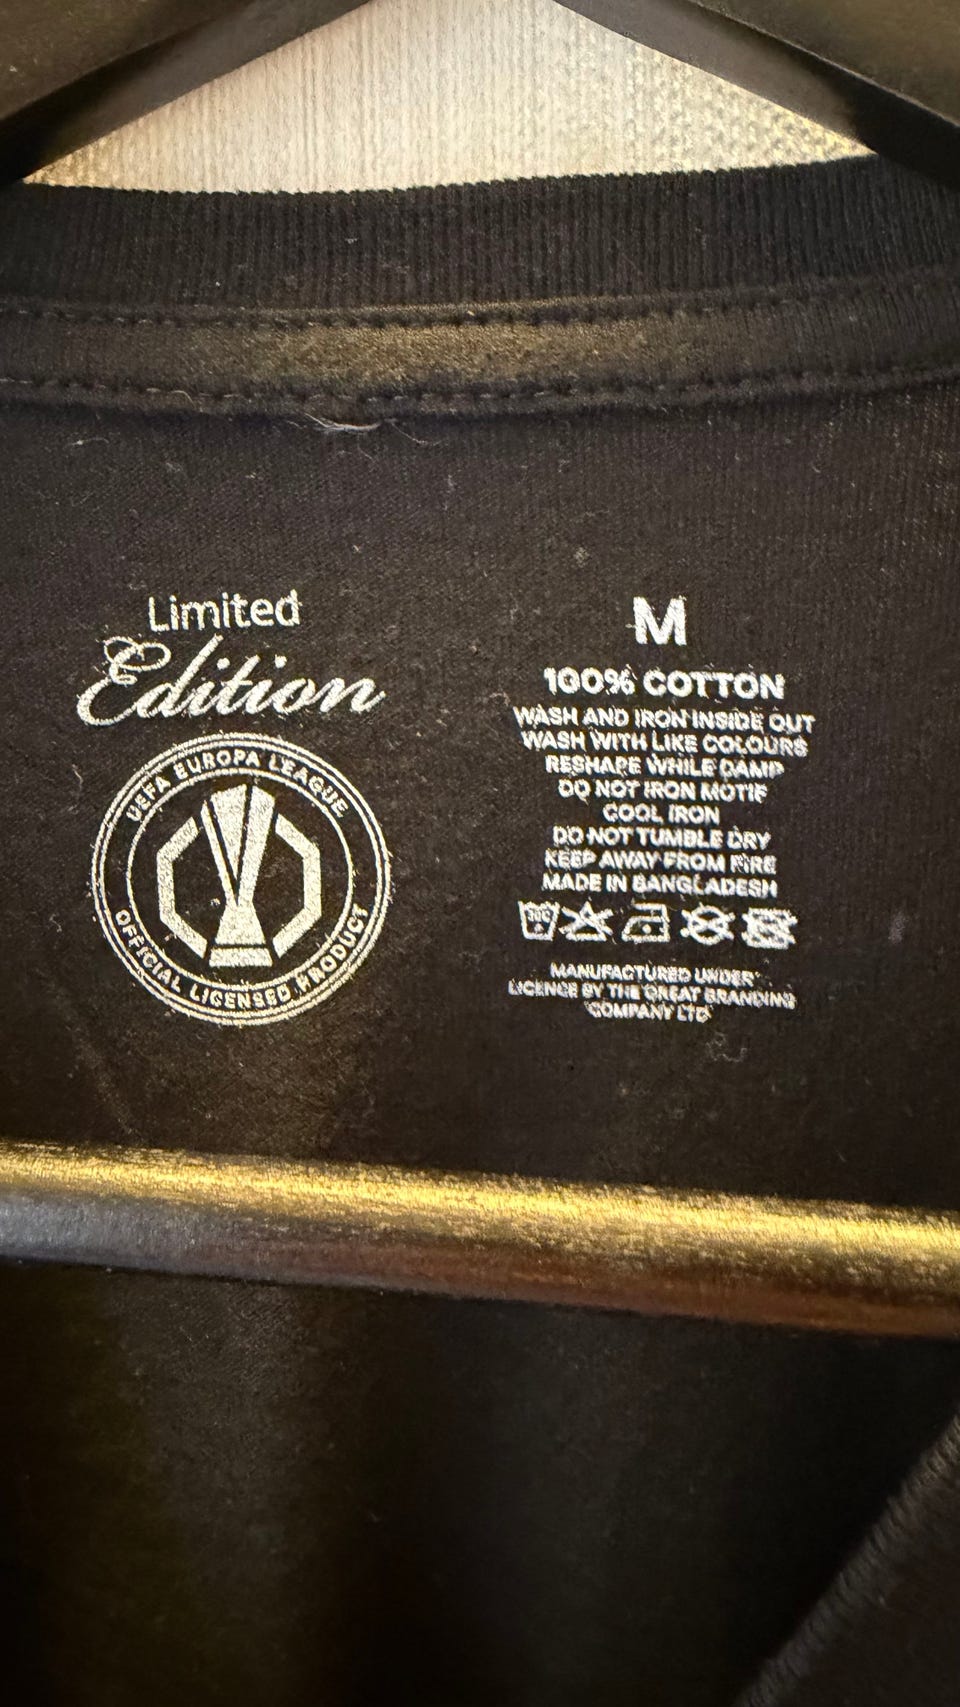 Limited
Edition
UEFA EUROPA LEAGUE
OFFICIAL LICENSED PRODUCT
M
100% COTTON
WASH AND IRON INSIDE OUT
WASH WITH LIKE COLOURS
RESHAPE WHILE DAMP
DO NOT IRON MOTIF
COOL IRON
DO NOT TUMBLE DRY
KEEP AWAY FROM FIRE
MADE IN BANGLADESH
MANUFACTURED UNDER
LICENCE BY THE GREAT BRANDING
COMPANY LTD